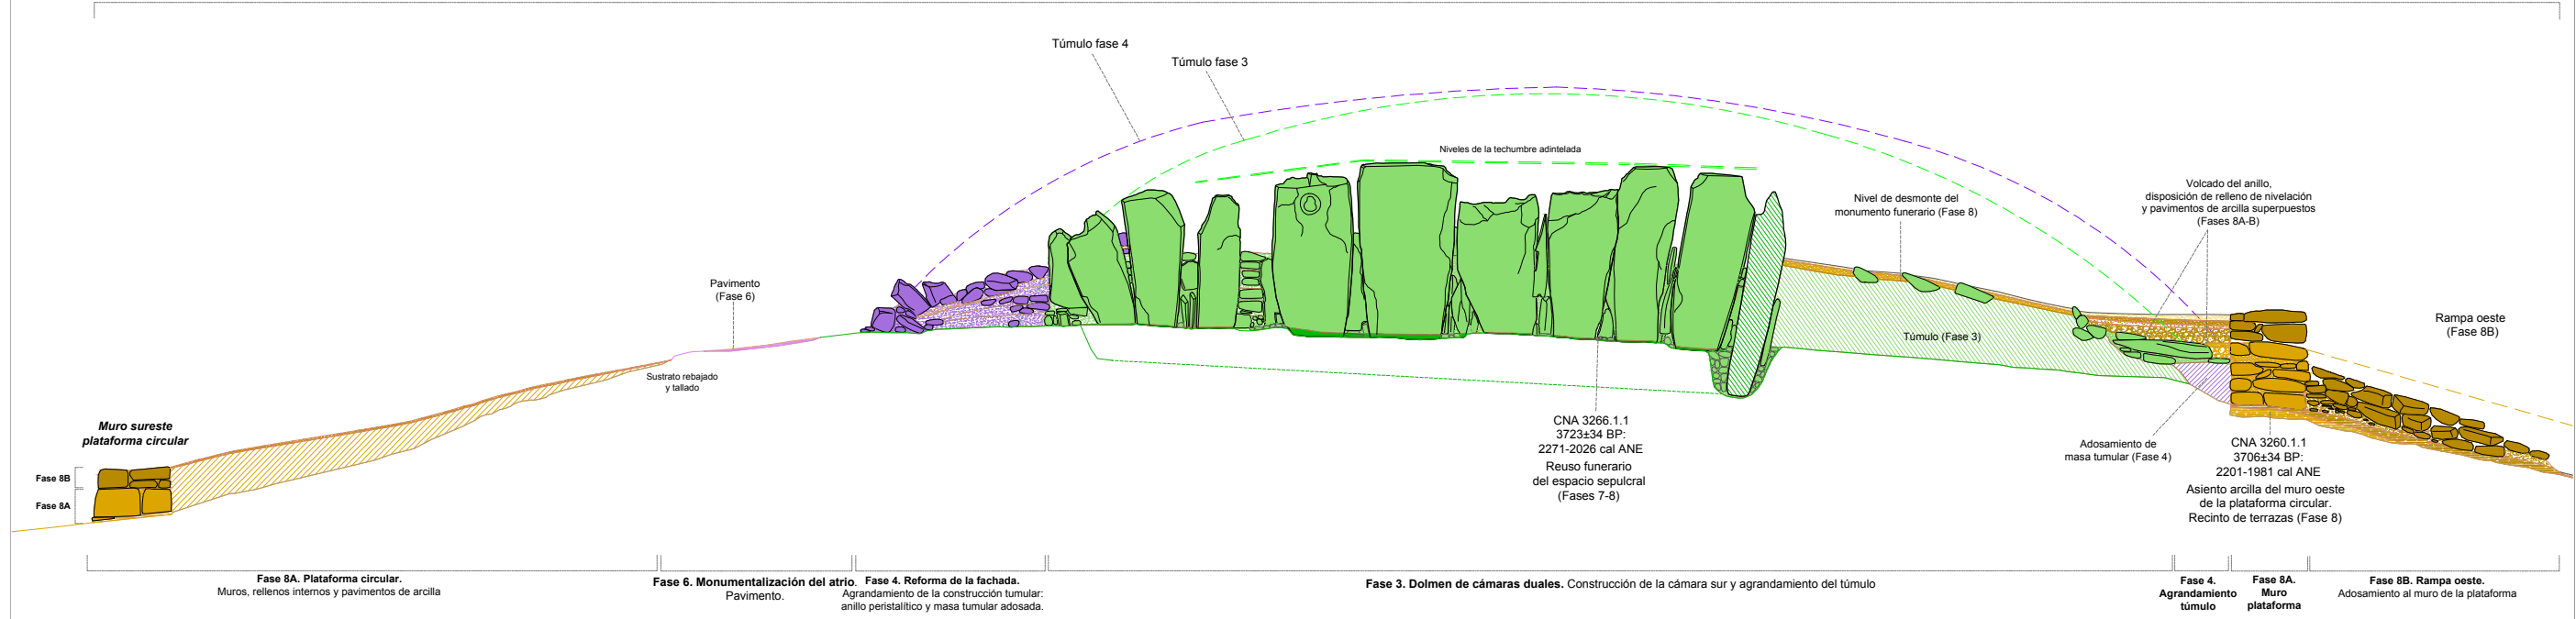 Túmulo fase 4
Túmulo fase 3
Niveles de la techumbre adintelada
Nivel de desmonte del
monumento funerario (Fase 8)
Volcado del anillo,
disposición de relleno de nivelación
y pavimentos de arcilla superpuestos
(Fases 8A-B)
Pavimento
(Fase 6)
Rampa oeste
(Fase 8B)
Túmulo (Fase 3)
Sustrato rebajado
y tallado
Muro sureste
plataforma circular
Fase 8B
Fase 8A
CNA 3266.1.1
3723±34 BP:
2271-2026 cal ANE
Reuso funerario
del espacio sepulcral
(Fases 7-8)
Adosamiento de
masa tumular (Fase 4)
CNA 3260.1.1
3706±34 BP:
2201-1981 cal ANE
Asiento arcilla del muro oeste
de la plataforma circular.
Recinto de terrazas (Fase 8)
Fase 8A. Plataforma circular.
Muros, rellenos internos y pavimentos de arcilla
Fase 6. Monumentalización del atrio.
Pavimento.
Fase 4. Reforma de la fachada.
Agrandamiento de la construcción tumular:
anillo peristalítico y masa tumular adosada.
Fase 3. Dolmen de cámaras duales. Construcción de la cámara sur y agrandamiento del túmulo
Fase 4.
Agrandamiento
túmulo
Fase 8A.
Muro
plataforma
Fase 8B. Rampa oeste.
Adosamiento al muro de la plataforma